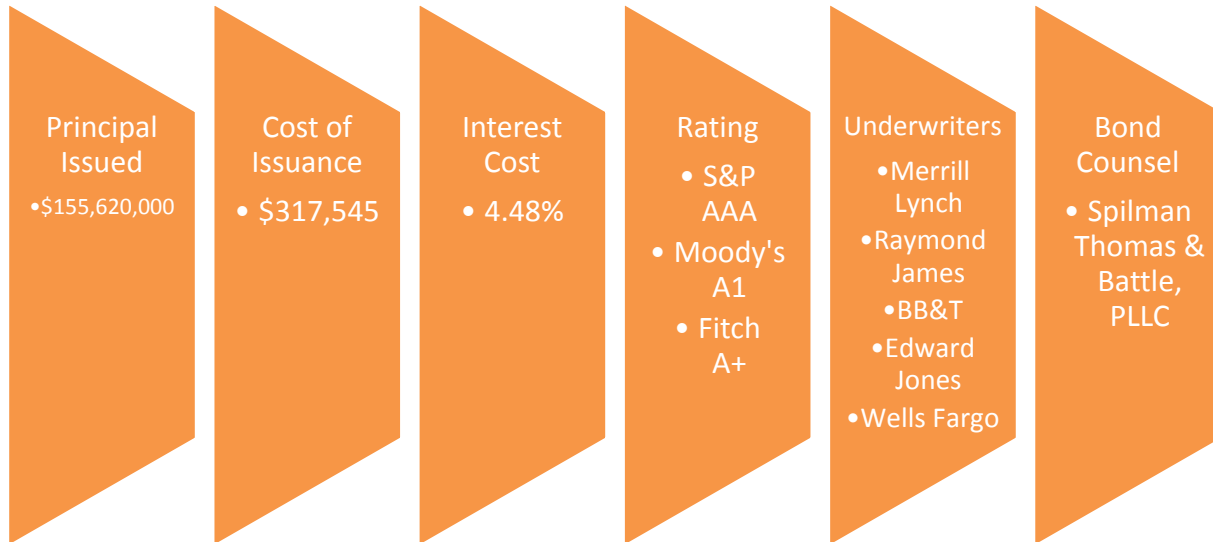 Principal
Issued
•$155,620,000
Cost of
Issuance
• $317,545
Interest
Cost
• 4.48%
Rating
• S&P
AAA
• Moody's
A1
• Fitch
A+
Underwriters
•Merrill
Lynch
•Raymond
James
•BB&T
•Edward
Jones
•Wells Fargo
Bond
Counsel
• Spilman
Thomas &
Battle,
PLLC